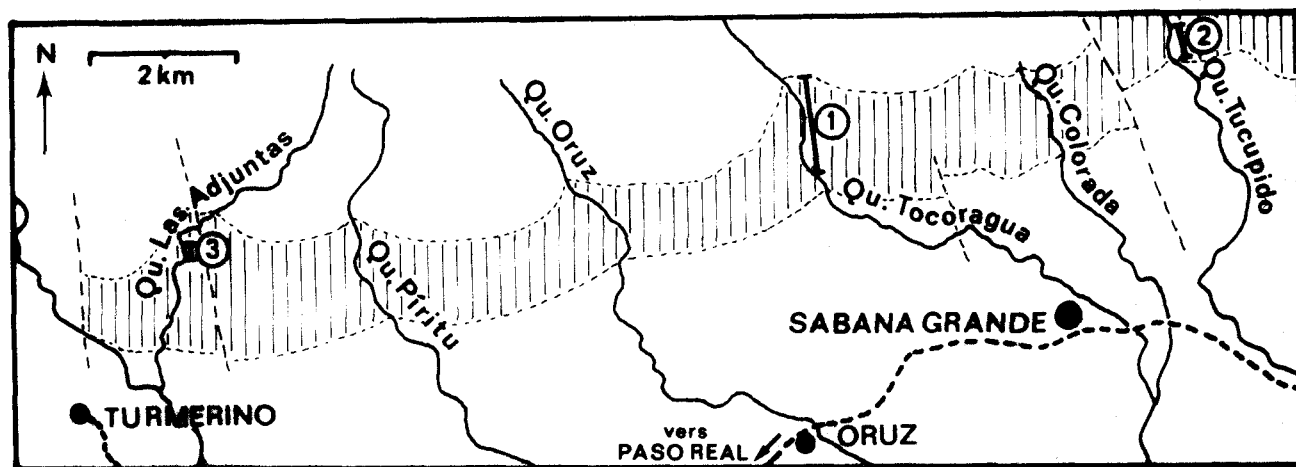 N
2 km
Qu. Las Adjuntas
Qu. Píritu
Qu. Oruz
Qu. Tocoragua
Qu. Colorada
Qu. Tucupido
1
2
3
SABANA GRANDE
TURMERINO
vers
PASO REAL
ORUZ